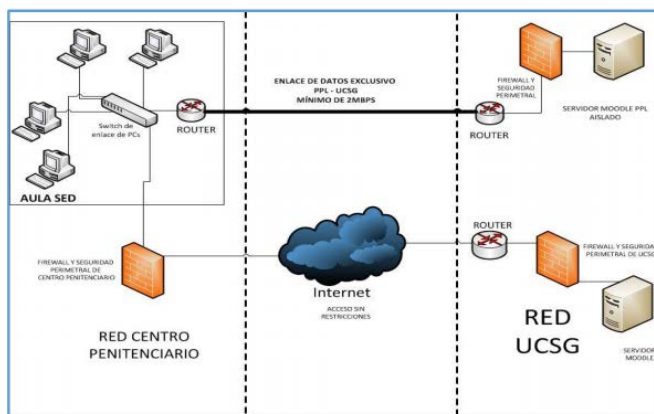 ENLACE DE DATOS EXCLUSIVO
PPL - UCSG
MÍNIMO DE 2MBPS
FIREWALL Y
SEGURIDAD
PERIMETRAL
SERVIDOR MOODLE PPL
AISLADO
Switch de
enlace de PCs
ROUTER
ROUTER
AULA SED
ROUTER
FIREWALL Y SEGURIDAD
PERIMETRAL DE
CENTRO PENITENCIARIO
FIREWALL Y SEGURIDA
PERIMETRAL DE UCSG
Internet
ACCESO SIN
RESTRICCIONES
RED CENTRO
PENITENCIARIO
RED
UCSG
SERVIDOR
MOODLE